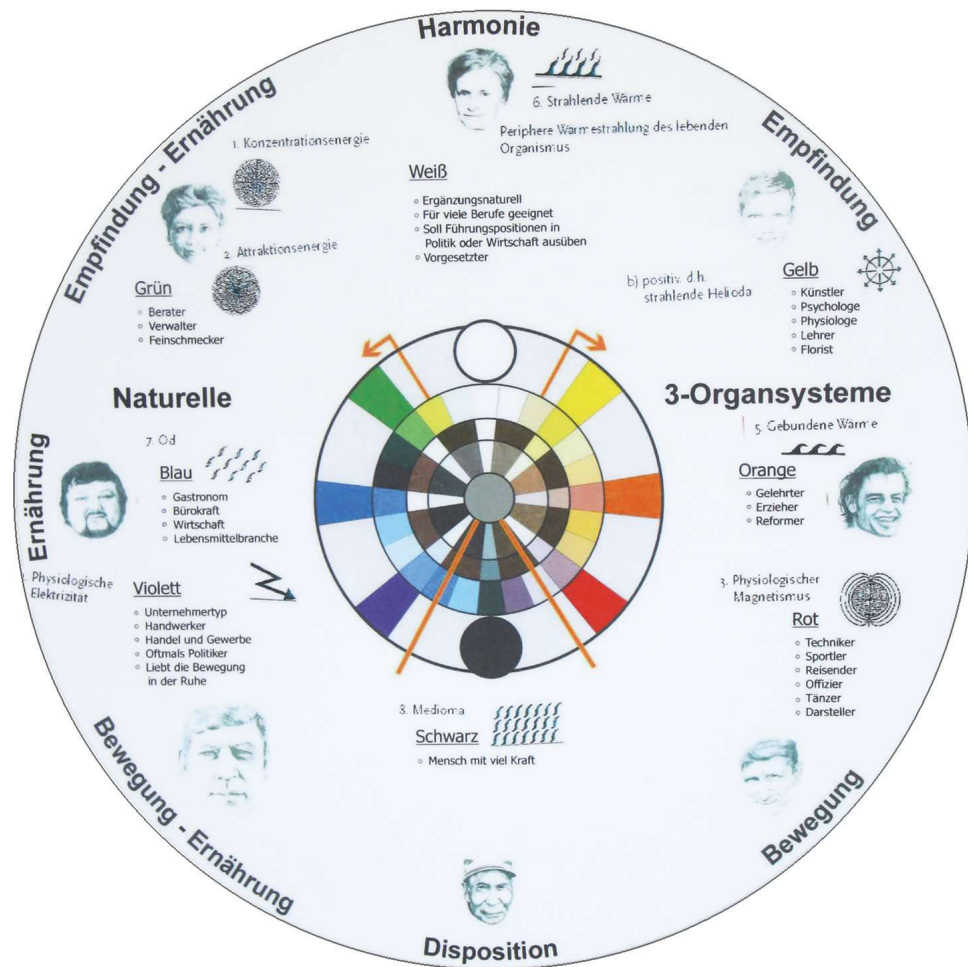 Harmonie
6. Strahlende Wärme
Periphere Wärmestrahlung des lebenden
Organismus
Weiß
Ergänzungsnaturell
Für viele Berufe geeignet
Soll Führungspositionen in
Politik oder Wirtschaft ausüben
Vorgesetzter
Empfindung - Ernährung
1. Konzentrationsenergie
2. Attraktionsenergie
Grün
Berater
Verwalter
Feinschmecker
Empfindung
b) positiv. d.h.
strahlende Helioda
Gelb
Künstler
Psychologe
Physiologe
Lehrer
Florist
Naturelle
3-Organsysteme
Ernährung
7. Od
Blau
Gastronom
Bürokraft
Wirtschaft
Lebensmittelbranche
5. Gebundene Wärme
Orange
Gelehrter
Erzieher
Reformer
Physiologische
Elektrizität
Violett
Unternehmertyp
Handwerker
Handel und Gewerbe
Oftmals Politiker
Liebt die Bewegung
in der Ruhe
3. Physiologischer
Magnetismus
Rot
Techniker
Sportler
Reisender
Offizier
Tänzer
Darsteller
Bewegung - Ernährung
8. Medioma
Schwarz
Mensch mit viel Kraft
Bewegung
Disposition